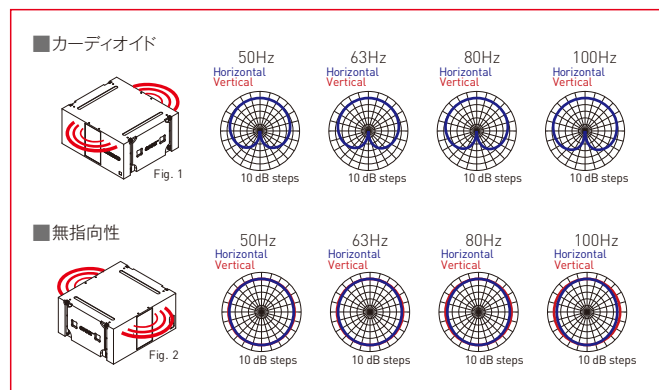 ■カーディオイド
50Hz 63Hz 80Hz 100Hz
Horizontal Horizontal Horizontal Horizontal
Vertical Vertical Vertical Vertical
Fig. 1
10 dB steps 10 dB steps 10 dB steps 10 dB steps
■無指向性
50Hz 63Hz 80Hz 100Hz
Horizontal Horizontal Horizontal Horizontal
Vertical Vertical Vertical Vertical
Fig. 2
10 dB steps 10 dB steps 10 dB steps 10 dB steps